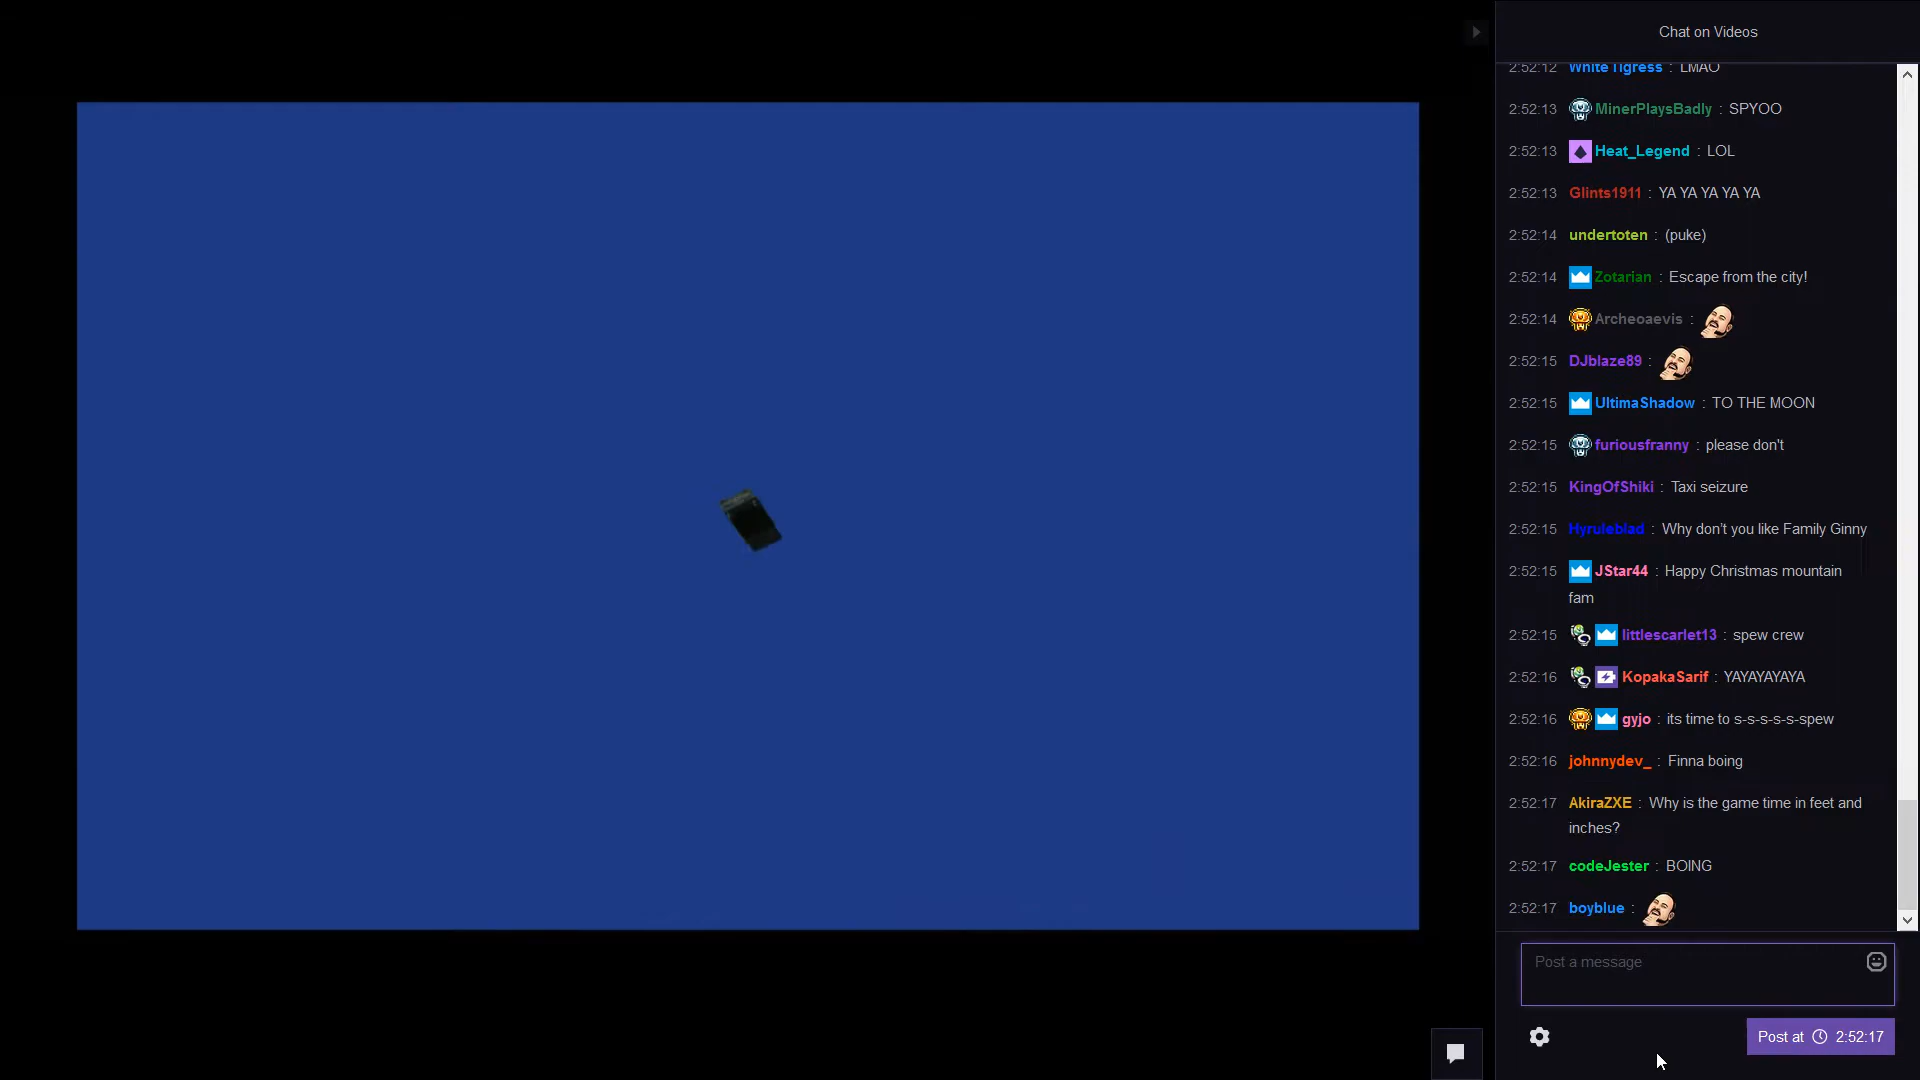 Chat on Videos
2:52:12 WhiteTigress : LMAO
2:52:13 MinerPlaysBadly : SPYOO
2:52:13 Heat_Legend : LOL
2:52:13 Glints1911 : YA YA YA YA YA
2:52:14 undertoten : (puke)
2:52:14 Zotarian : Escape from the city!
2:52:14 Archeoaevis :
2:52:15 DJblaze89 :
2:52:15 UltimaShadow : TO THE MOON
2:52:15 furiousfranny : please don't
2:52:15 KingOfShiki : Taxi seizure
2:52:15 Hyruleblad : Why don't you like Family Ginny
2:52:15 JStar44 : Happy Christmas mountain
fam
2:52:15 littlescarlet13 : spew crew
2:52:16 KopakaSarif : YAYAYAYAYA
2:52:16 gyjo : its time to s-s-s-s-s-spew
2:52:16 johnnydev_ : Finna boing
2:52:17 AkiraZXE : Why is the game time in feet and
inches?
2:52:17 codeJester : BOING
2:52:17 boyblue :
Post a message
Post at 2:52:17